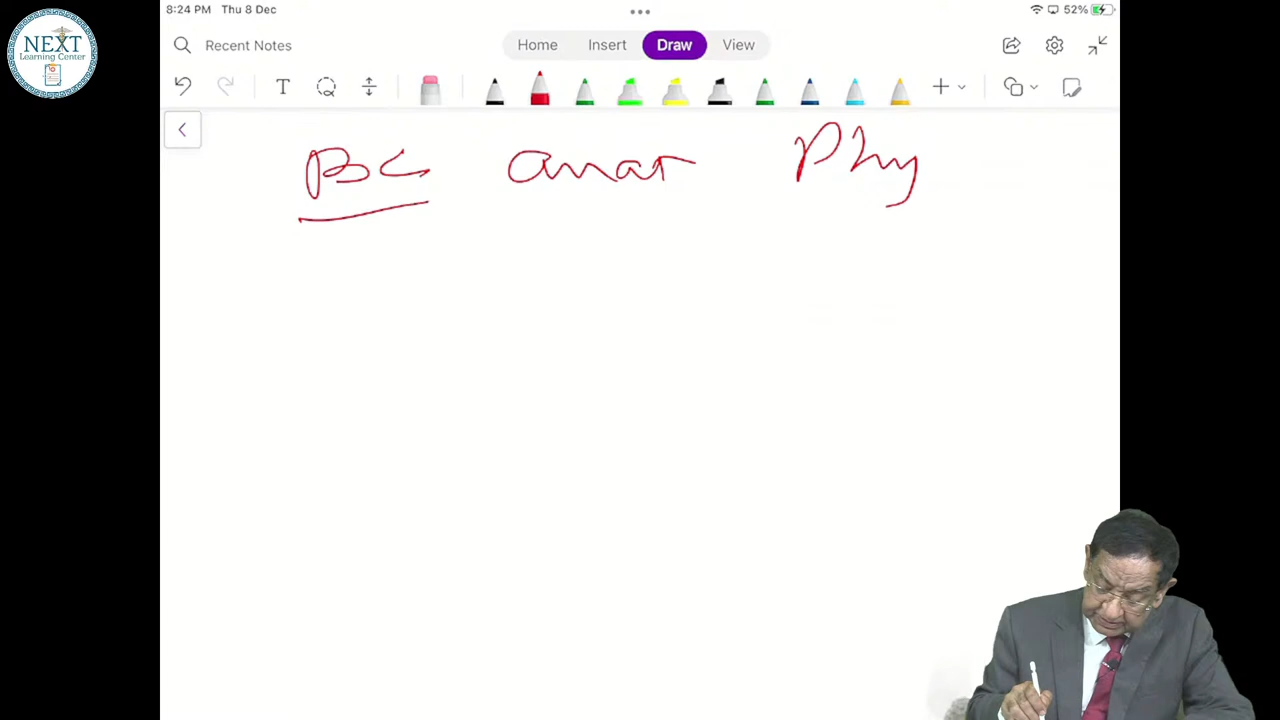 8:24 PM Thu 8 Dec 52%
NEXT
Learning Center
Recent Notes
Home Insert Draw View
T
BC anat Phy